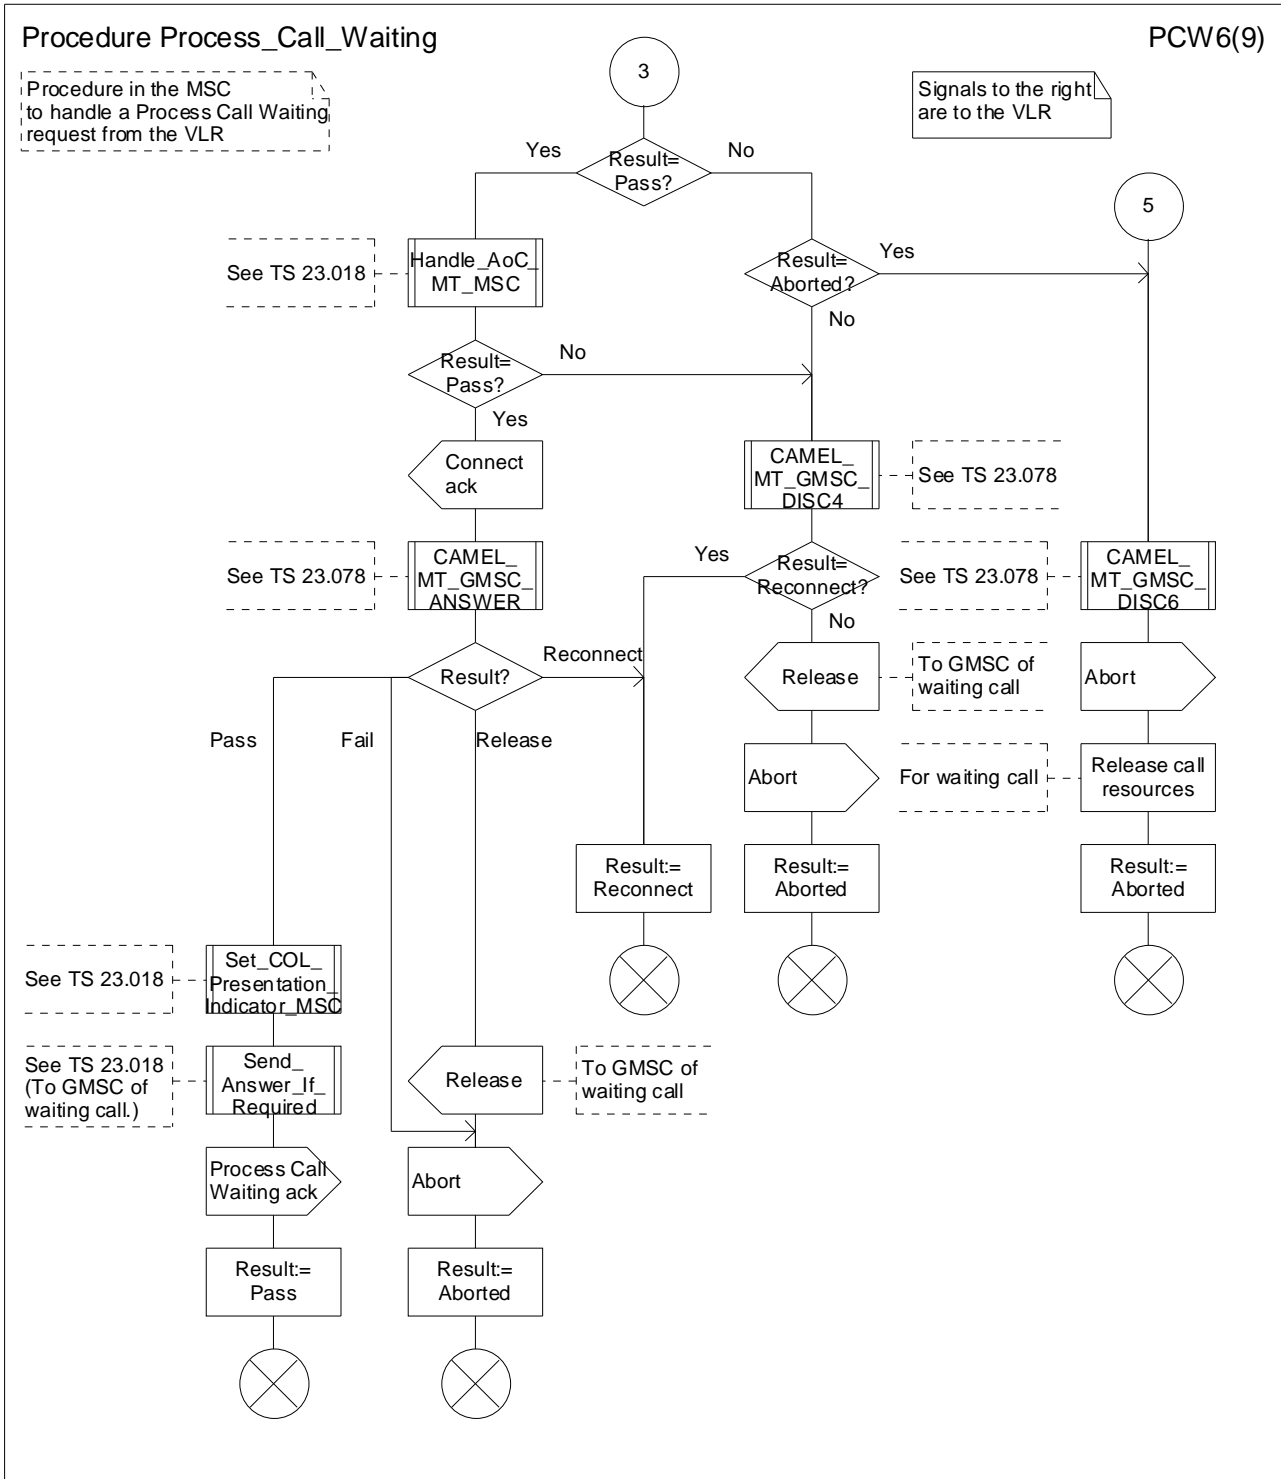 Procedure Process_Call_Waiting
PCW6(9)
Procedure in the MSC
to handle a Process Call Waiting
request from the VLR
3
Signals to the right
are to the VLR
Yes
Result=
Pass?
No
5
See TS 23.018
Handle_AoC_
MT_MSC
Result=
Aborted?
Yes
No
Result=
Pass?
No
Yes
Connect
ack
CAMEL_
MT_GMSC_
DISC4
See TS 23.078
See TS 23.078
CAMEL_
MT_GMSC_
ANSWER
Yes
Result=
Reconnect?
No
See TS 23.078
CAMEL_
MT_GMSC_
DISC6
Result?
Reconnect
Release
To GMSC of
waiting call
Abort
Pass
Fail
Release
Abort
For waiting call
Release call
resources
Result:=
Reconnect
Result:=
Aborted
Result:=
Aborted
See TS 23.018
Set_COL_
Presentation_
Indicator_MSC
See TS 23.018
(To GMSC of
waiting call.)
Send_
Answer_If_
Required
Release
To GMSC of
waiting call
Process Call
Waiting ack
Abort
Result:=
Pass
Result:=
Aborted